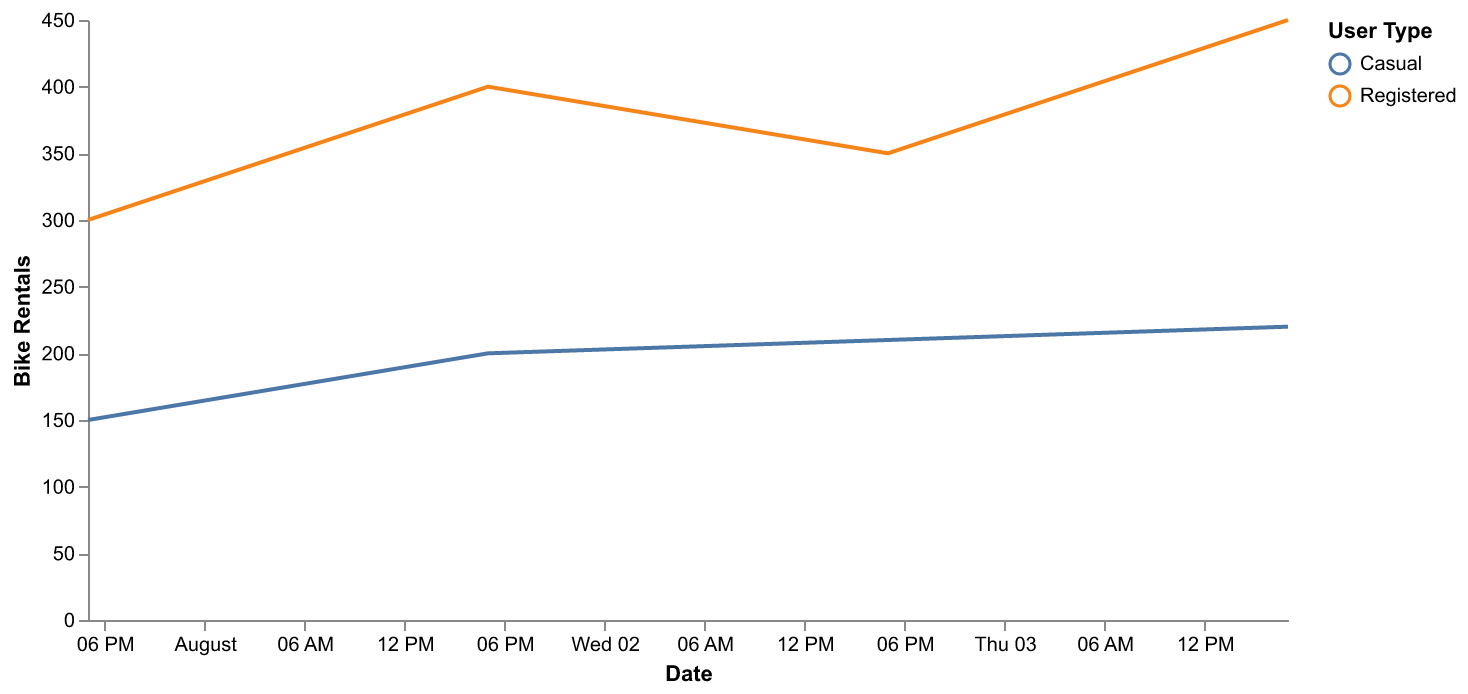 450
400
350
300
250
200
150
100
50
0
Bike Rentals
06 PM August 06 AM 12 PM 06 PM Wed 02 06 AM 12 PM 06 PM Thu 03 06 AM 12 PM
Date
User Type
Casual
Registered